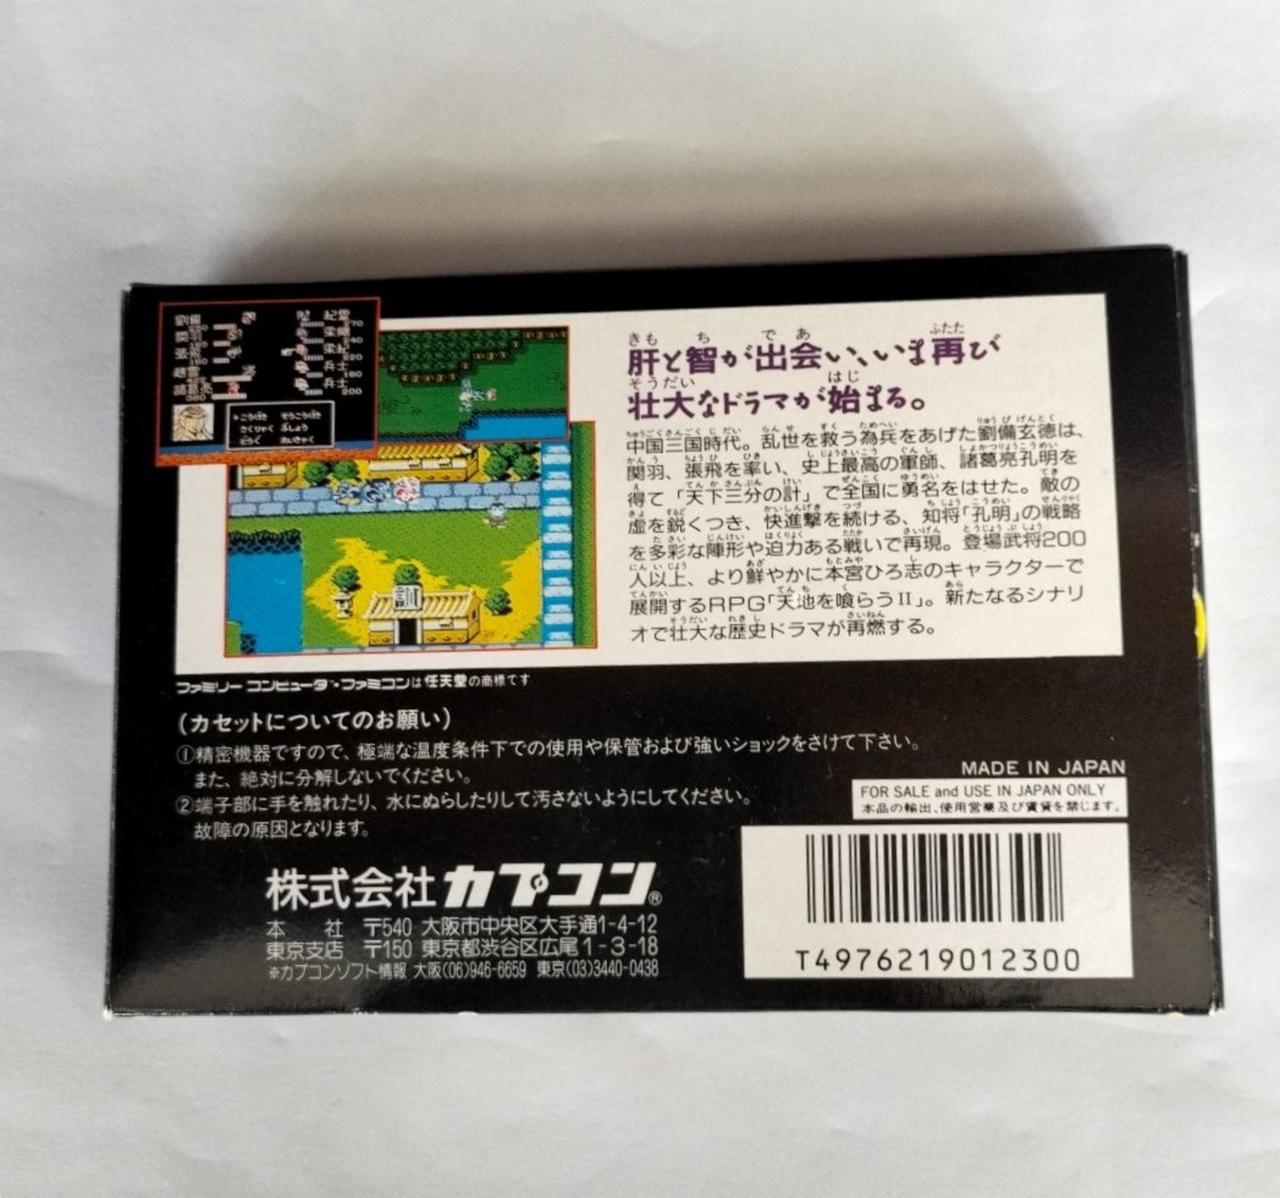 肝と智が出会い、いま再び
壮大なドラマが始まる。
中国三国時代。乱世を救う為兵をあげた劉備玄徳は、
関羽、張飛を率い、史上最高の軍師、諸葛亮孔明を
得て「天下三分の計」で全国に勇名をはせた。敵の
虚を鋭くつき、快進撃を続ける、知将「孔明」の戦略
を多彩な陣形や迫力ある戦いで再現。登場武将200
人以上、より鮮やかに本宮ひろ志のキャラクターで
展開するRPG「天地を喰らうⅡ」。新たなるシナリ
オで壮大な歴史ドラマが再燃する。
訓
ファミリーコンピュータ・ファミコンは任天堂の商標です
(カセットについてのお願い)
①精密機器ですので、極端な温度条件下での使用や保管および強いショックをさけて下さい。
また、絶対に分解しないでください。
②端子部に手を触れたり、水にぬらしたりして汚さないようにしてください。
故障の原因となります。
MADE IN JAPAN
FOR SALE and USE IN JAPAN ONLY
本品の輸出、使用営業及び賃貸を禁じます。
株式会社カプコン®
本 社 〒540 大阪市中央区大手通1-4-12
東京支店 〒150 東京都渋谷区広尾1-3-18
※カプコンソフト情報 大阪(06)946-6659 東京(03)3440-0438
T4976219012300